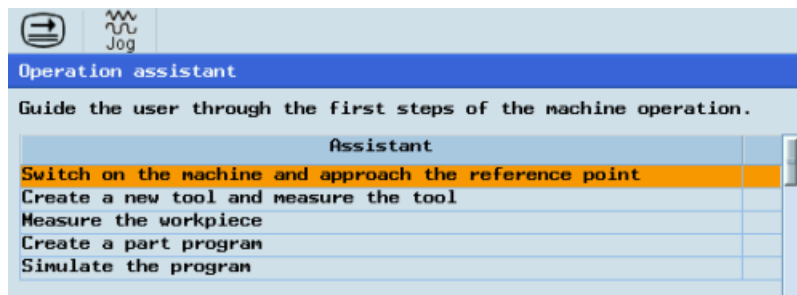 Jog
Operation assistant
Guide the user through the first steps of the machine operation.
Assistant
Switch on the machine and approach the reference point
Create a new tool and measure the tool
Measure the workpiece
Create a part program
Simulate the program